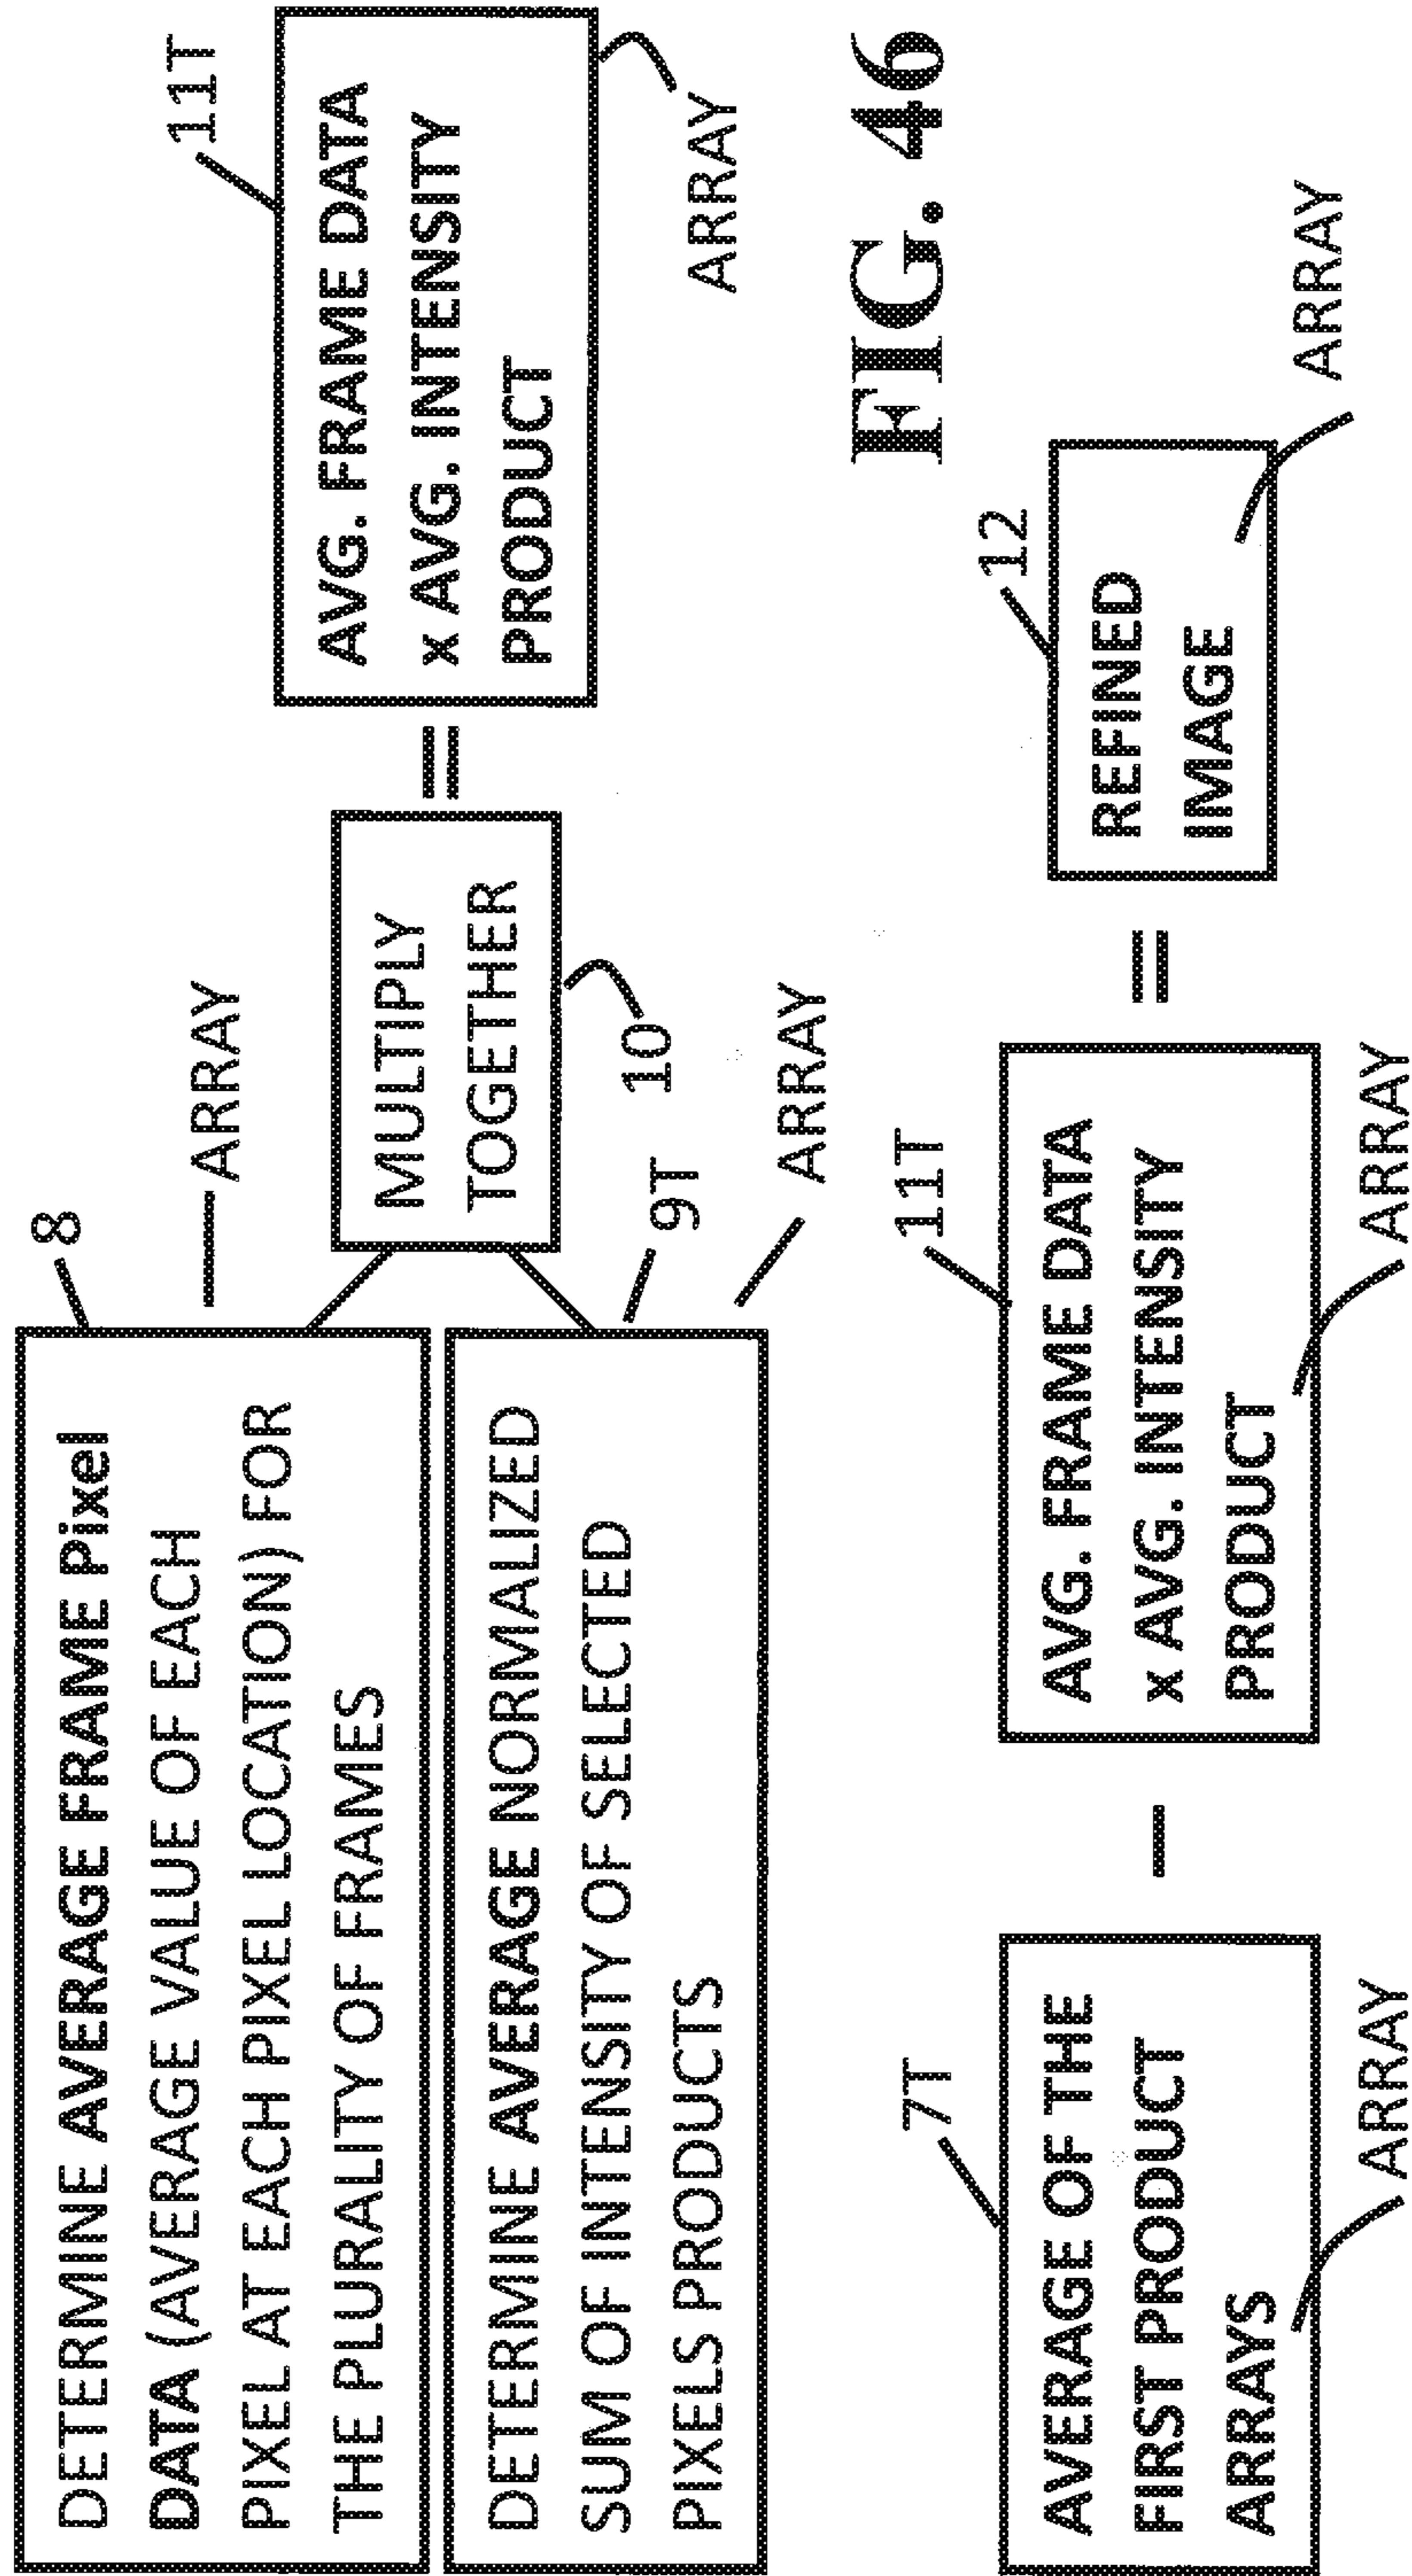 8
DETERMINE AVERAGE FRAME Pixel
DATA (AVERAGE VALUE OF EACH
PIXEL AT EACH PIXEL LOCATION) FOR
THE PLURALITY OF FRAMES
ARRAY
DETERMINE AVERAGE NORMALIZED
SUM OF INTENSITY OF SELECTED
PIXELS PRODUCTS
9T
ARRAY
MULTIPLY
TOGETHER
10
=
11T
AVG. FRAME DATA
x AVG. INTENSITY
PRODUCT
ARRAY
FIG. 46
7T
AVERAGE OF THE
FIRST PRODUCT
ARRAYS
ARRAY
–
11T
AVG. FRAME DATA
x AVG. INTENSITY
PRODUCT
ARRAY
=
12
REFINED
IMAGE
ARRAY